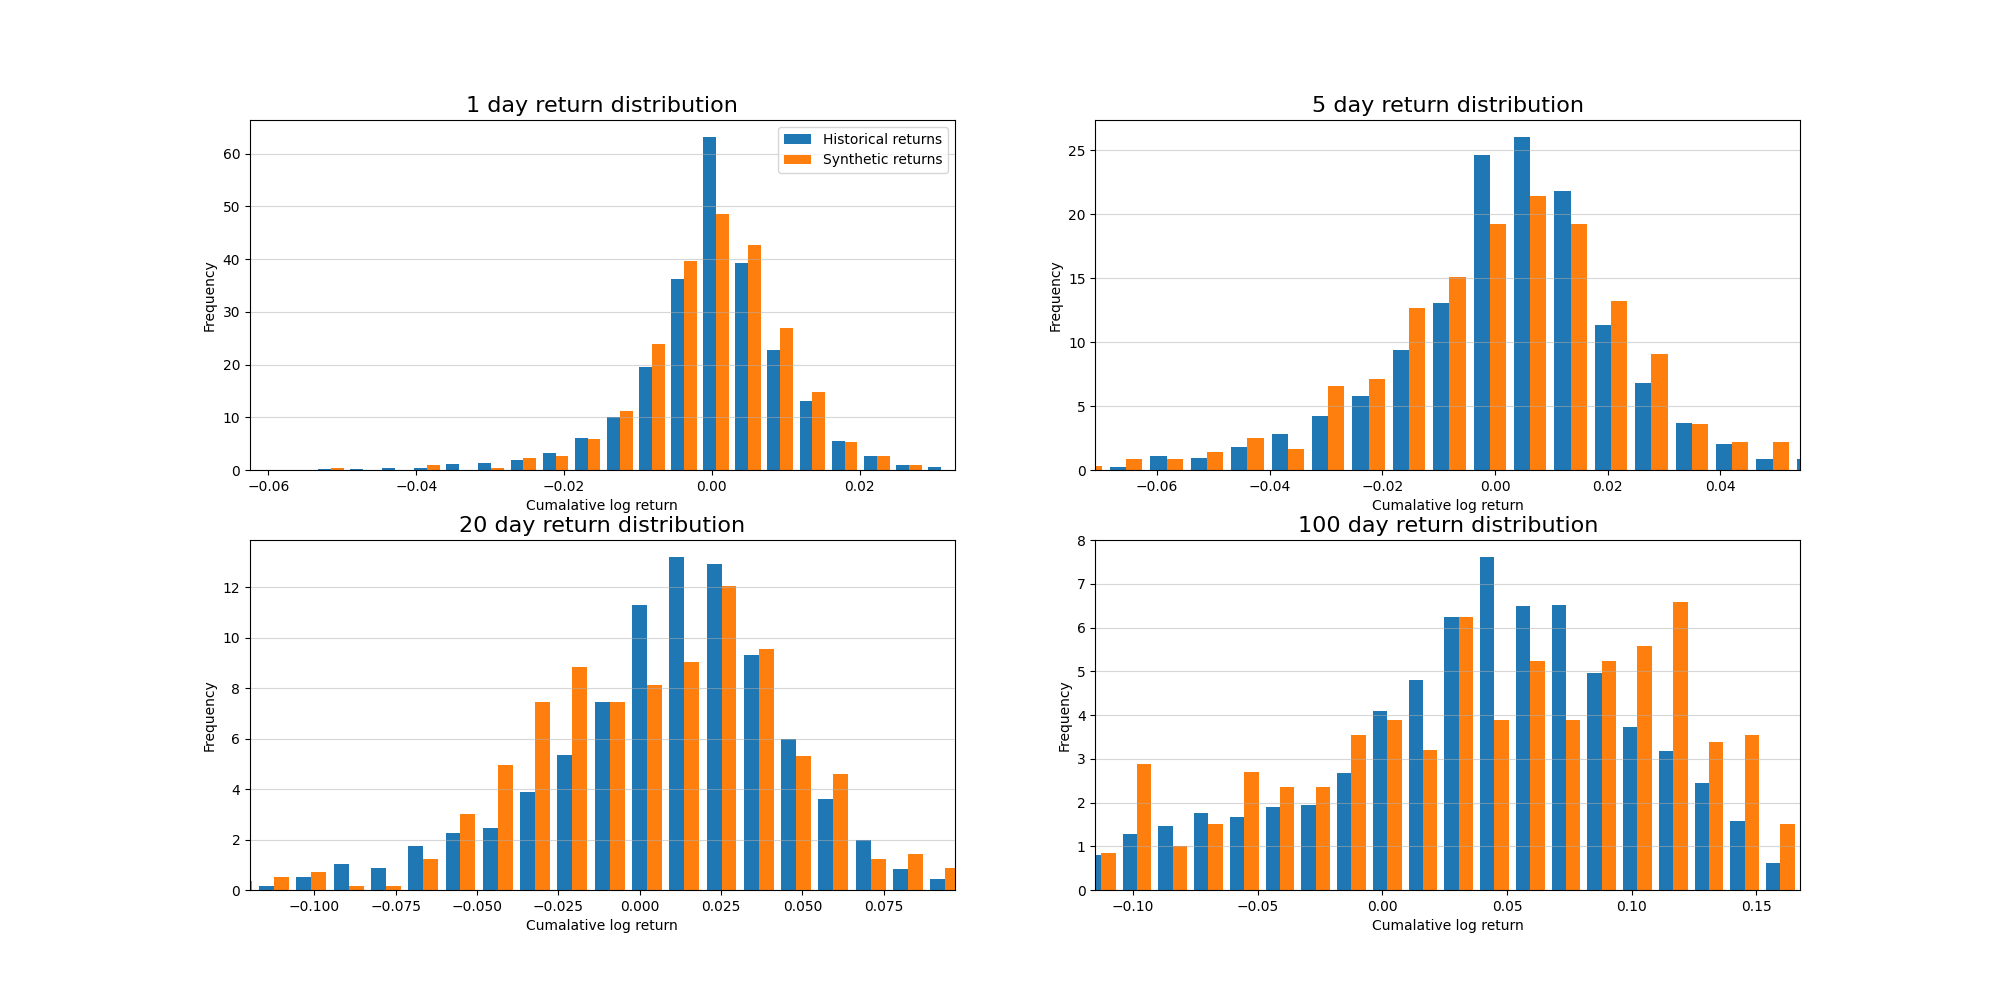 1 day return distribution
60
50
40
30
20
10
0
Frequency
Historical returns
Synthetic returns
−0.06 −0.04 −0.02 0.00 0.02
Cumalative log return
5 day return distribution
25
20
15
10
5
0
Frequency
−0.06 −0.04 −0.02 0.00 0.02 0.04
Cumalative log return
20 day return distribution
12
10
8
6
4
2
0
Frequency
−0.100 −0.075 −0.050 −0.025 0.000 0.025 0.050 0.075
Cumalative log return
100 day return distribution
8
7
6
5
4
3
2
1
0
Frequency
−0.10 −0.05 0.00 0.05 0.10 0.15
Cumalative log return